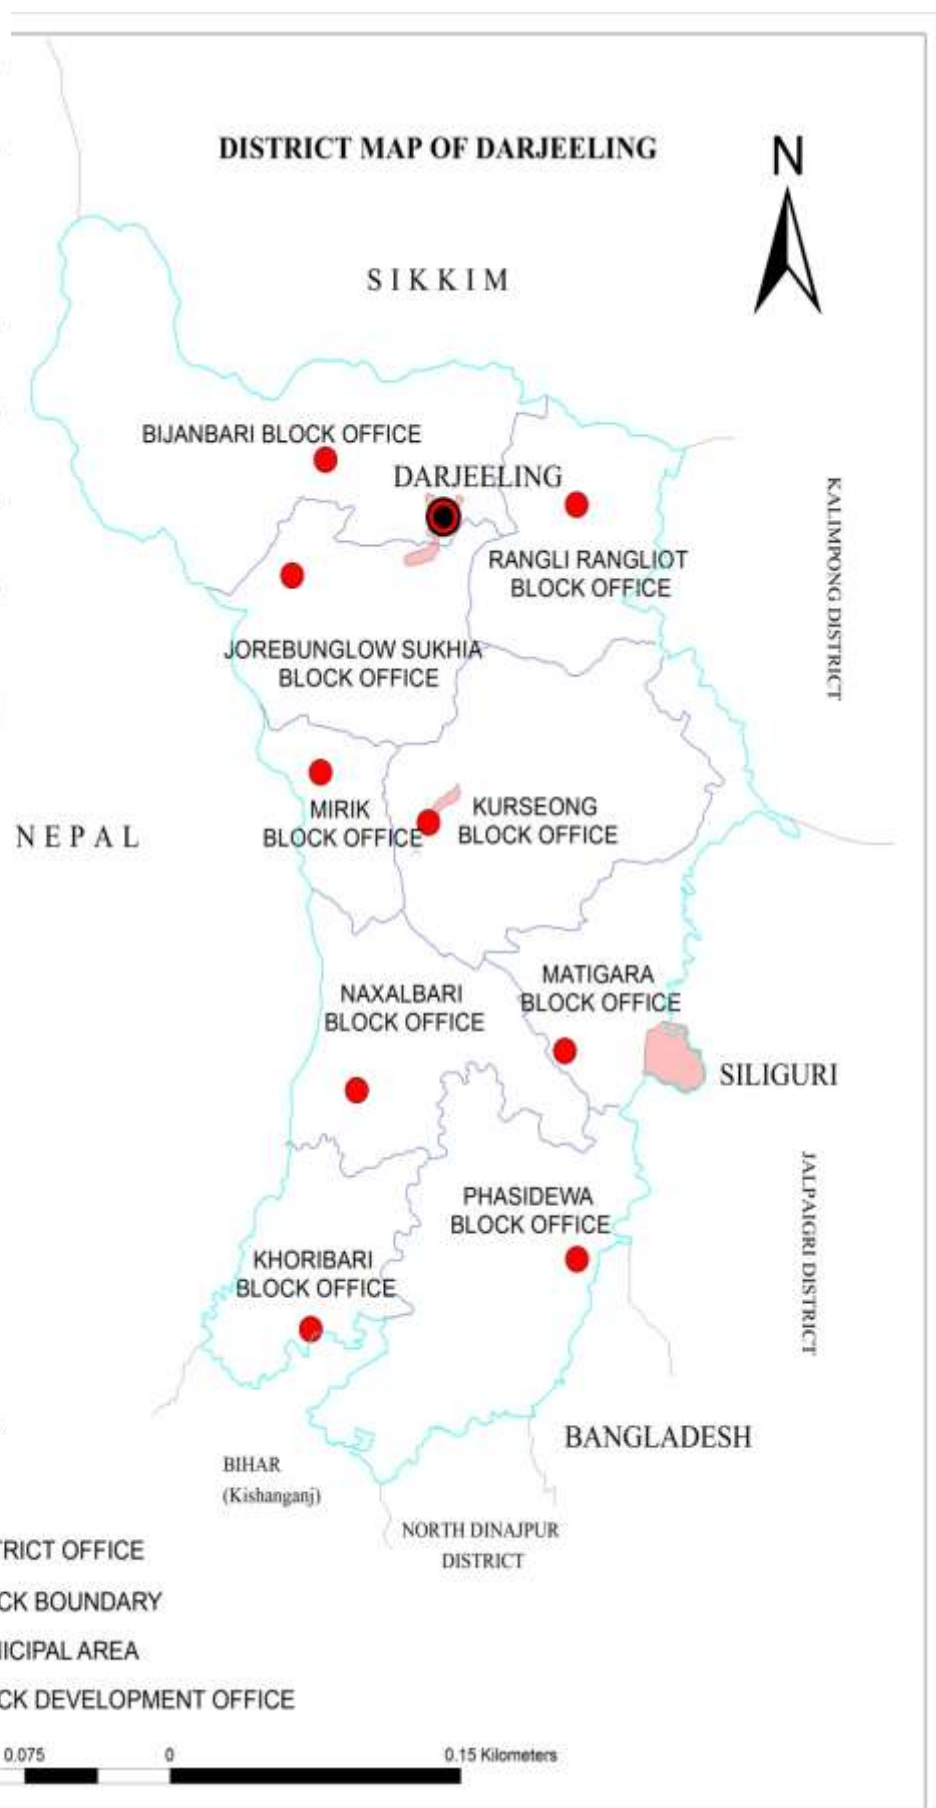 DISTRICT MAP OF DARJEELING
N
SIKKIM
BIJANBARI BLOCK OFFICE
DARJEELING
KALIMPONG DISTRICT
RANGLI RANGLIOT
BLOCK OFFICE
JOREBUNGLOW SUKHIA
BLOCK OFFICE
MIRIK
BLOCK OFFICE
KURSEONG
BLOCK OFFICE
NEPAL
MATIGARA
BLOCK OFFICE
NAXALBARI
BLOCK OFFICE
SILIGURI
JALPAIGRI DISTRICT
PHASIDEWA
BLOCK OFFICE
KHORIBARI
BLOCK OFFICE
BANGLADESH
BIHAR
(Kishanganj)
NORTH DINAJPUR
DISTRICT
TRICT OFFICE
CK BOUNDARY
NICIPAL AREA
CK DEVELOPMENT OFFICE
0.075 0 0.15 Kilometers